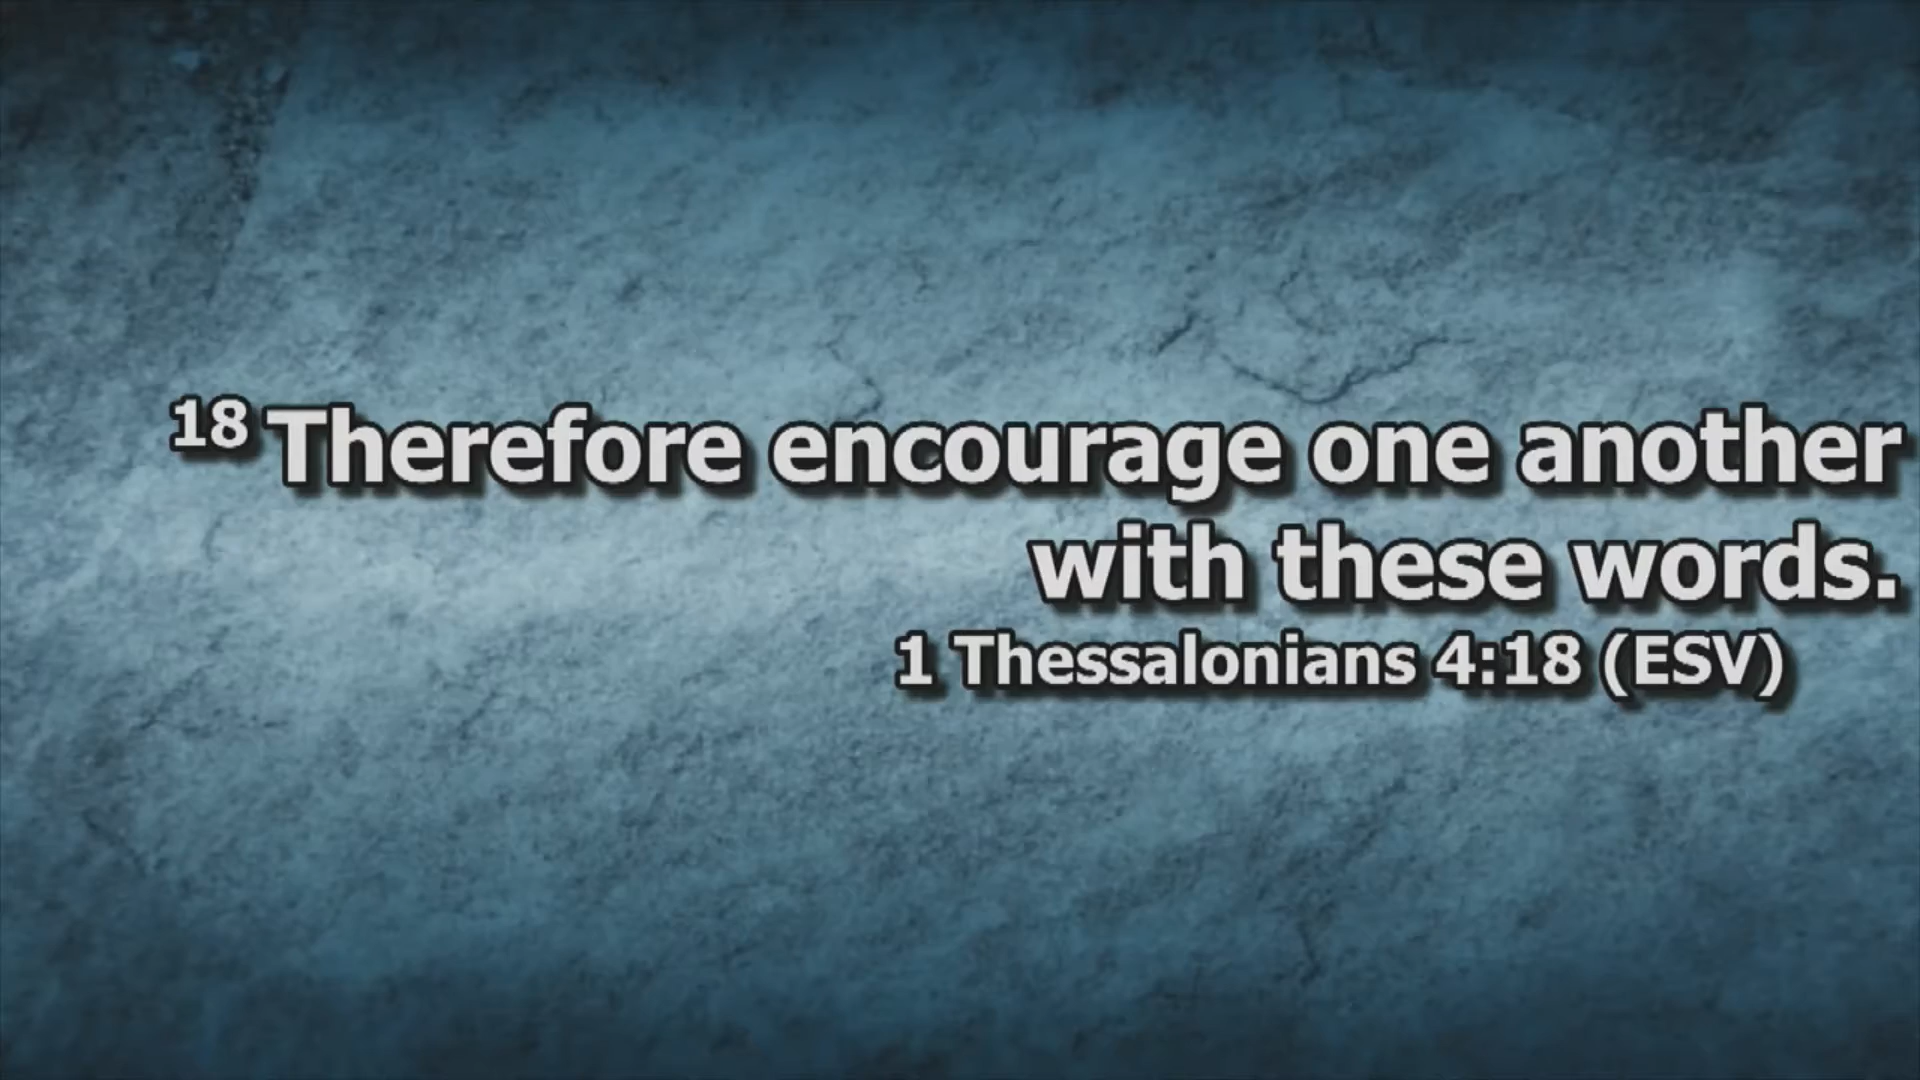 18 Therefore encourage one another
with these words.
1 Thessalonians 4:18 (ESV)